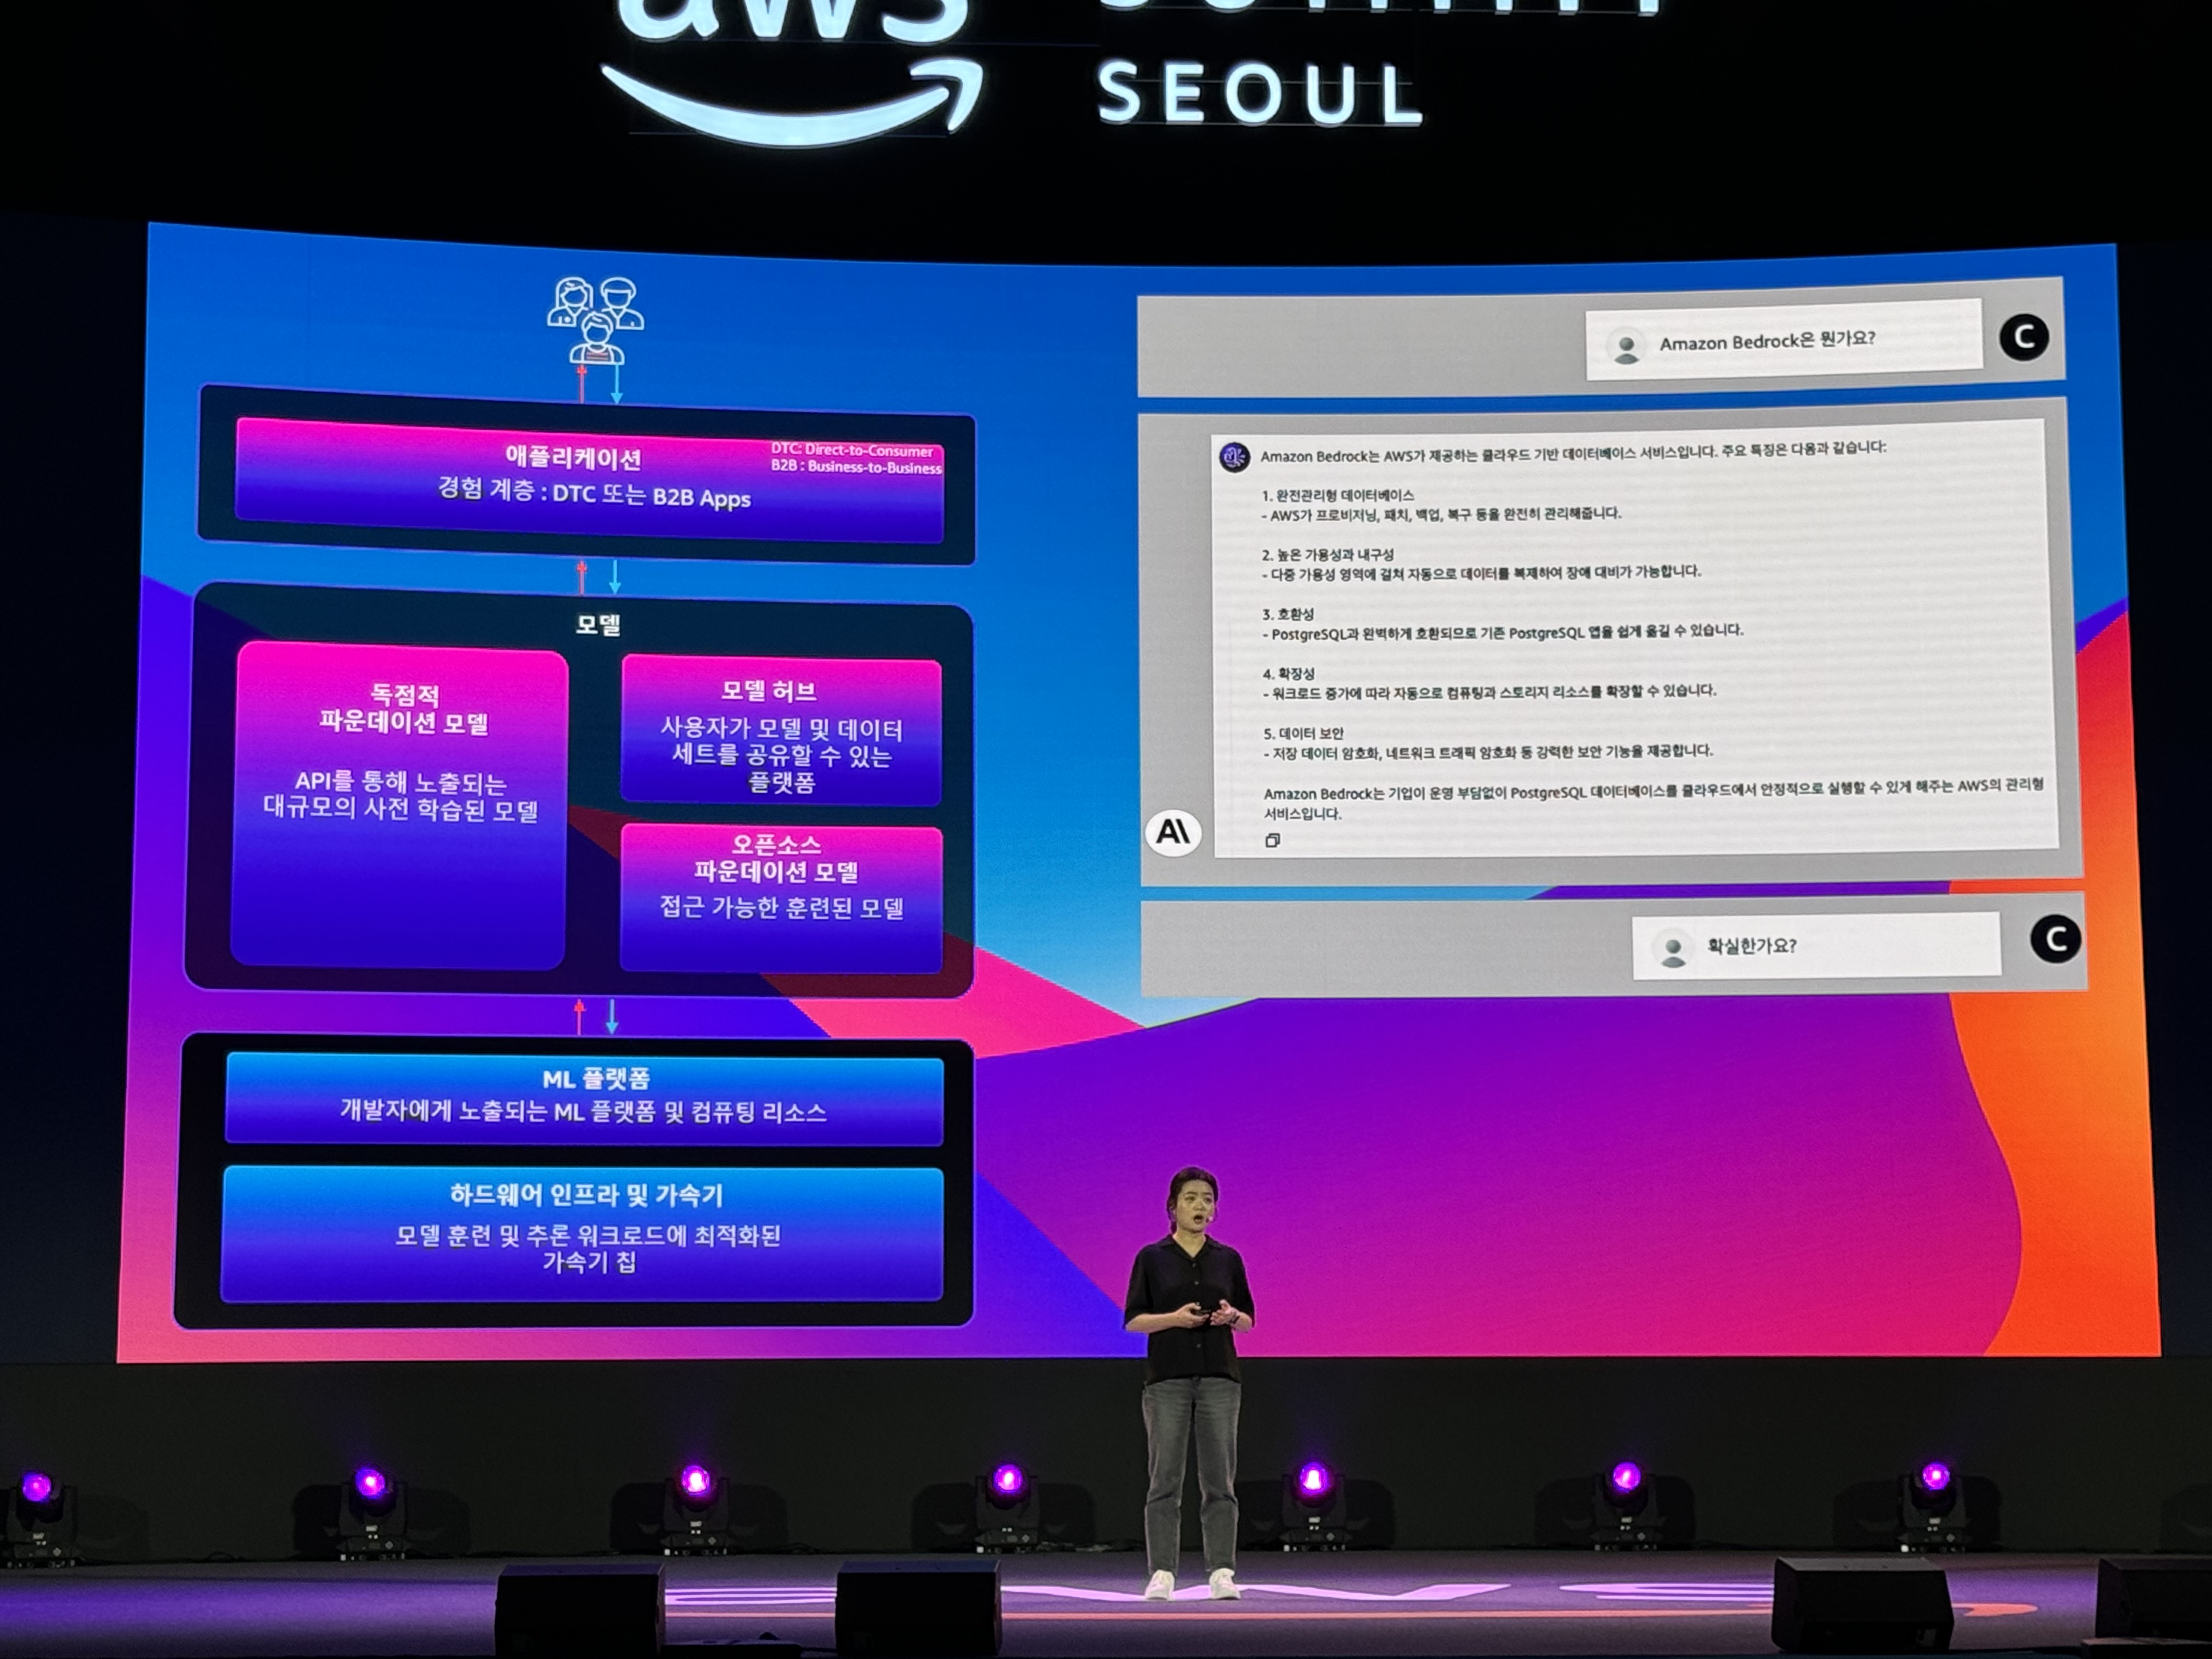 aws
SEOUL
애플리케이션
DTC: Direct-to-Consumer
B2B : Business-to-Business
경험 계층 : DTC 또는 B2B Apps
모델
독점적
파운데이션 모델
API를 통해 노출되는
대규모의 사전 학습된 모델
모델 허브
사용자가 모델 및 데이터
세트를 공유할 수 있는
플랫폼
오픈소스
파운데이션 모델
접근 가능한 훈련된 모델
ML 플랫폼
개발자에게 노출되는 ML 플랫폼 및 컴퓨팅 리소스
하드웨어 인프라 및 가속기
모델 훈련 및 추론 워크로드에 최적화된
가속기 칩
Amazon Bedrock은 뭔가요?
C
Amazon Bedrock는 AWS가 제공하는 클라우드 기반 데이터베이스 서비스입니다. 주요 특징은 다음과 같습니다:
1. 완전관리형 데이터베이스
- AWS가 프로비저닝, 패치, 백업, 복구 등을 완전히 관리해줍니다.
2. 높은 가용성과 내구성
- 다중 가용성 영역에 걸쳐 자동으로 데이터를 복제하여 장애 대비가 가능합니다.
3. 호환성
- PostgreSQL과 완벽하게 호환되므로 기존 PostgreSQL 앱을 쉽게 옮길 수 있습니다.
4. 확장성
- 워크로드 증가에 따라 자동으로 컴퓨팅과 스토리지 리소스를 확장할 수 있습니다.
5. 데이터 보안
- 저장 데이터 암호화, 네트워크 트래픽 암호화 등 강력한 보안 기능을 제공합니다.
Amazon Bedrock는 기업이 운영 부담없이 PostgreSQL 데이터베이스를 클라우드에서 안정적으로 실행할 수 있게 해주는 AWS의 관리형
서비스입니다.
A\
확실한가요?
C